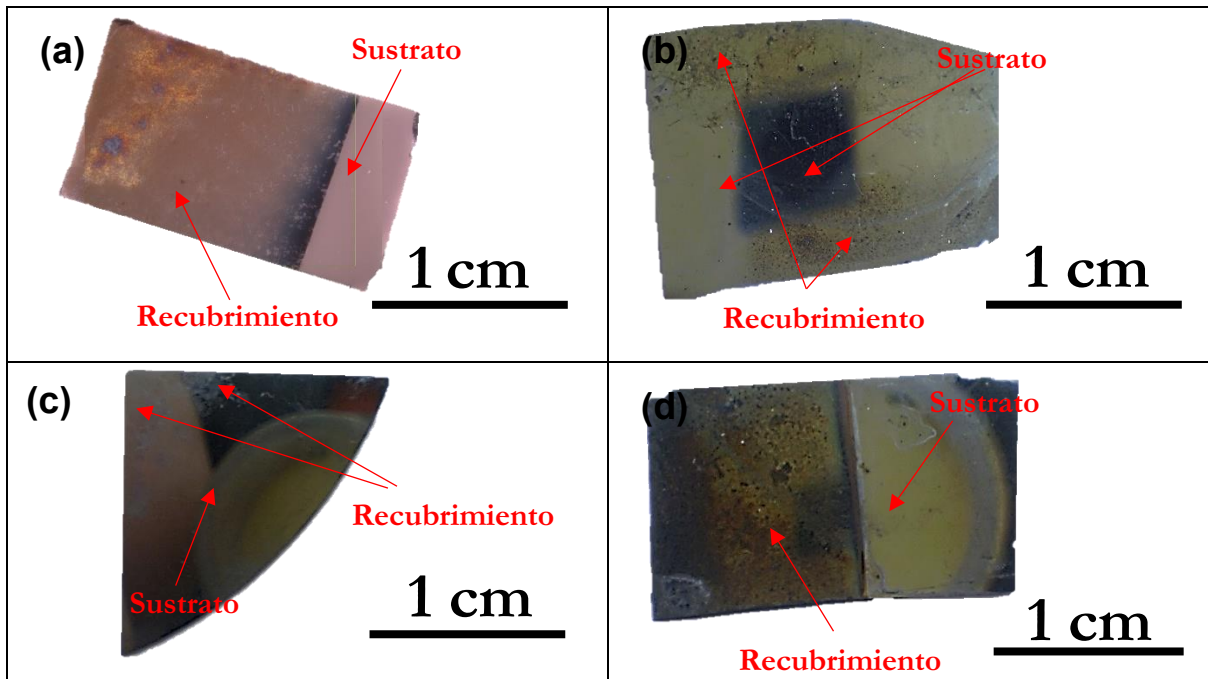 (a)
Sustrato
1 cm
Recubrimiento
(b)
Sustrato
1 cm
Recubrimiento
(c)
Recubrimiento
Sustrato
1 cm
(d)
Sustrato
1 cm
Recubrimiento